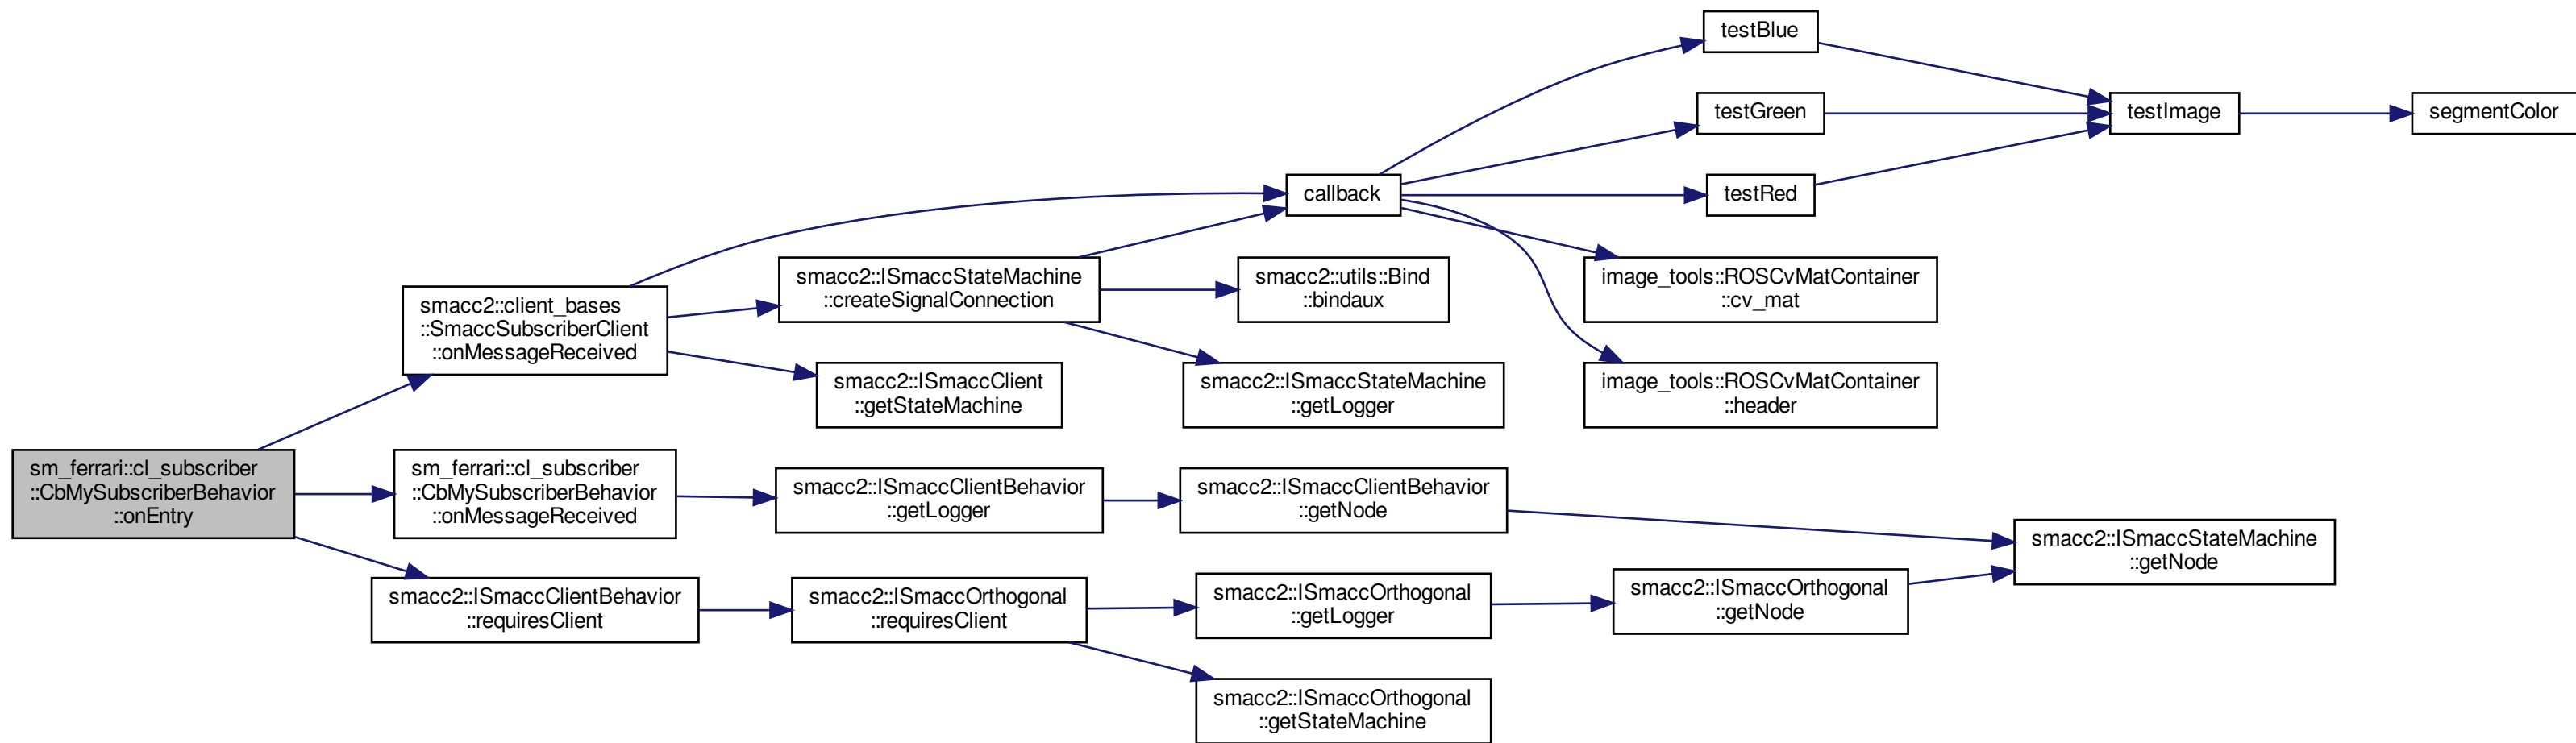 sm_ferrari::cl_subscriber
::CbMySubscriberBehavior
::onEntry
smacc2::client_bases
::SmaccSubscriberClient
::onMessageReceived
sm_ferrari::cl_subscriber
::CbMySubscriberBehavior
::onMessageReceived
smacc2::ISmaccClientBehavior
::requiresClient
smacc2::ISmaccStateMachine
::createSignalConnection
smacc2::ISmaccClient
::getStateMachine
smacc2::ISmaccClientBehavior
::getLogger
smacc2::ISmaccOrthogonal
::requiresClient
callback
smacc2::utils::Bind
::bindaux
smacc2::ISmaccStateMachine
::getLogger
smacc2::ISmaccClientBehavior
::getNode
smacc2::ISmaccOrthogonal
::getLogger
smacc2::ISmaccOrthogonal
::getStateMachine
testBlue
testGreen
testRed
image_tools::ROSCvMatContainer
::cv_mat
image_tools::ROSCvMatContainer
::header
smacc2::ISmaccOrthogonal
::getNode
testImage
smacc2::ISmaccStateMachine
::getNode
segmentColor